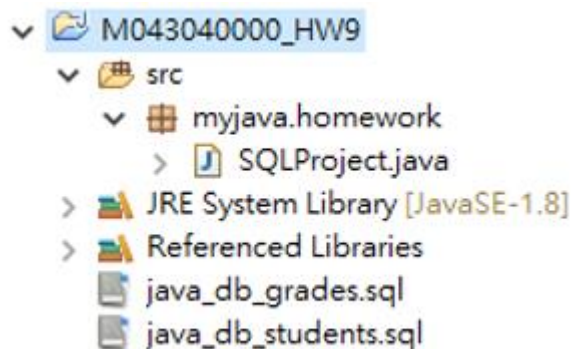 M043040000_HW9
src
myjava.homework
SQLProject.java
JRE System Library [JavaSE-1.8]
Referenced Libraries
java_db_grades.sql
java_db_students.sql